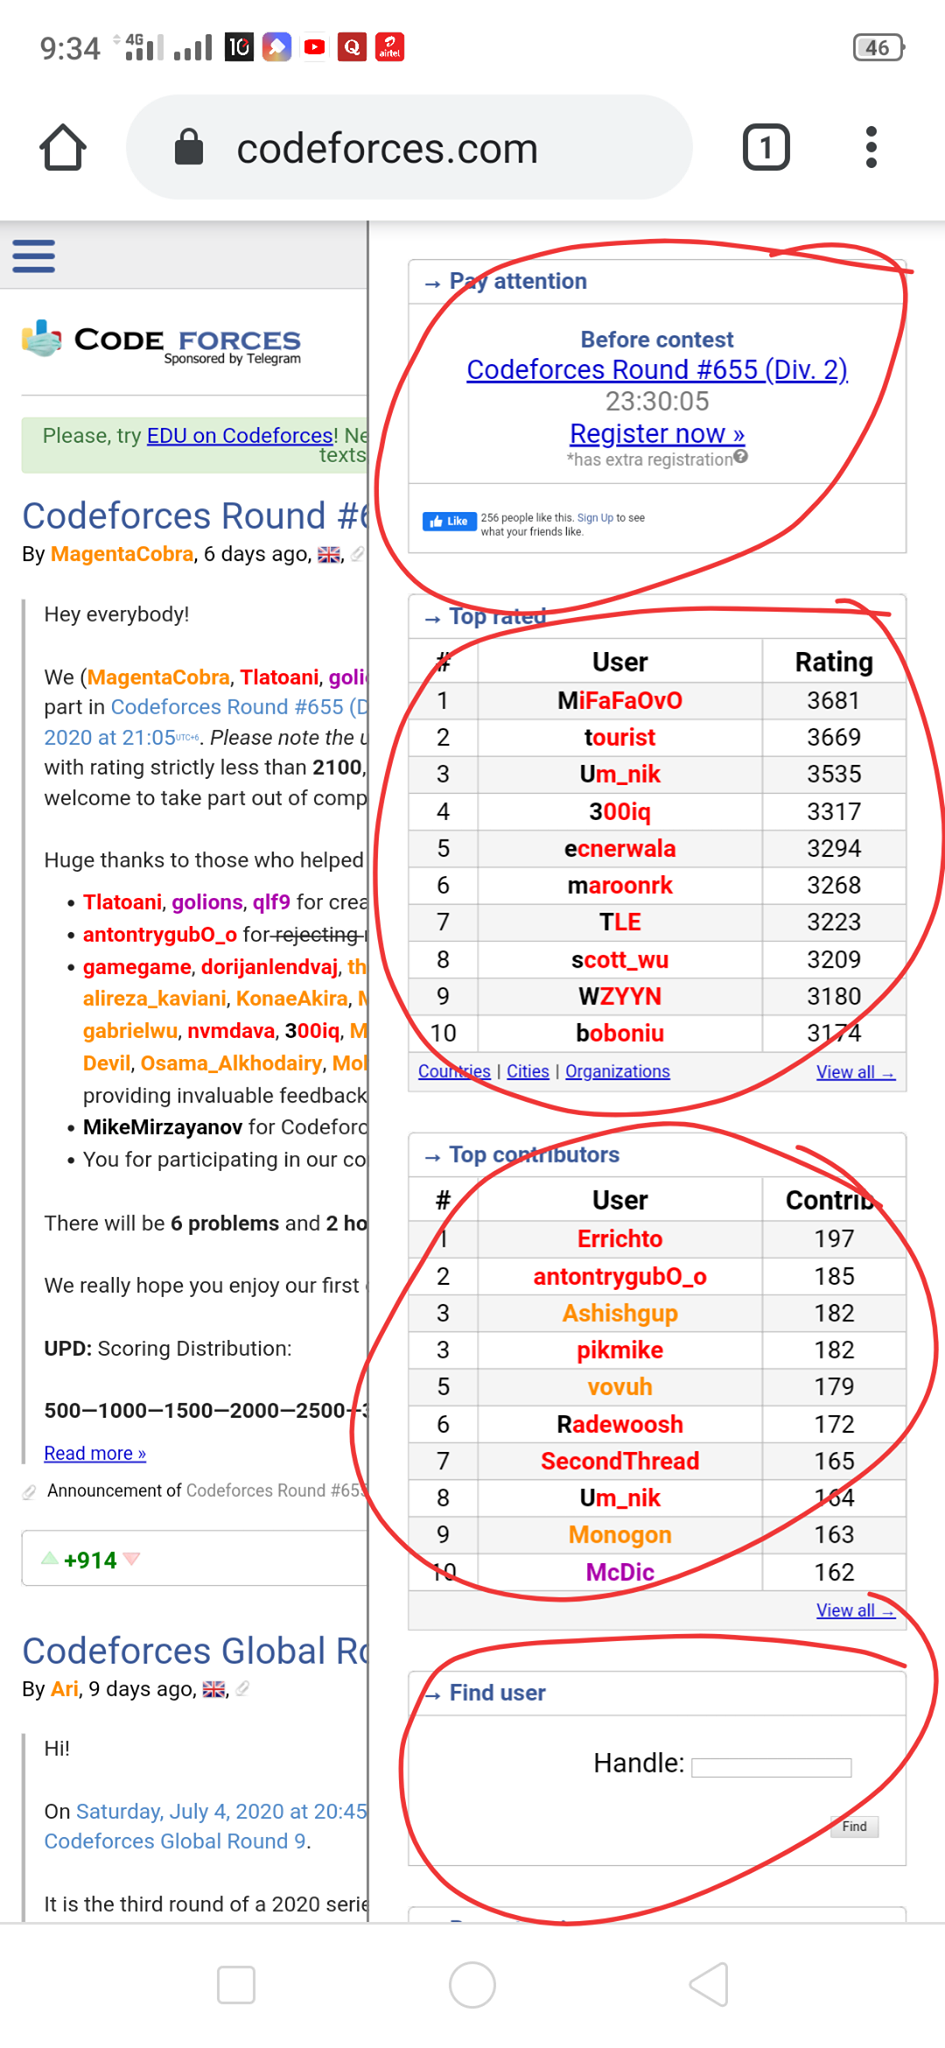 9:34 4G 10 Q airtel 46
codeforces.com 1
CODE FORCES
Sponsored by Telegram
Please, try EDU on Codeforces! Ne
texts
Codeforces Round #6
By MagentaCobra, 6 days ago,
Hey everybody!
We (MagentaCobra, Tlatoani, goli
part in Codeforces Round #655 (D
2020 at 21:05UTC+6. Please note the u
with rating strictly less than 2100,
welcome to take part out of comp
Huge thanks to those who helped
• Tlatoani, golions, qlf9 for crea
• antontrygubO_o for rejecting
• gamegame, dorijanlendvaj, th
alireza_kaviani, KonaeAkira, M
gabrielwu, nvmdava, 300iq, M
Devil, Osama_Alkhodairy, Mol
providing invaluable feedback
• MikeMirzayanov for Codeforc
• You for participating in our co
There will be 6 problems and 2 ho
We really hope you enjoy our first
UPD: Scoring Distribution:
500—1000—1500—2000—2500—3
Read more »
Announcement of Codeforces Round #655
+914
Codeforces Global Ro
By Ari, 9 days ago,
Hi!
On Saturday, July 4, 2020 at 20:45
Codeforces Global Round 9.
It is the third round of a 2020 serie
→ Pay attention
Before contest
Codeforces Round #655 (Div. 2)
23:30:05
Register now »
*has extra registration?
Like 256 people like this. Sign Up to see
what your friends like.
→ Top rated
# User Rating
1 MiFaFaOvO 3681
2 tourist 3669
3 Um_nik 3535
4 300iq 3317
5 ecnerwala 3294
6 maroonrk 3268
7 TLE 3223
8 scott_wu 3209
9 WZYYN 3180
10 boboniu 3174
Countries | Cities | Organizations View all →
→ Top contributors
# User Contrib.
1 Errichto 197
2 antontrygubO_o 185
3 Ashishgup 182
3 pikmike 182
5 vovuh 179
6 Radewoosh 172
7 SecondThread 165
8 Um_nik 164
9 Monogon 163
10 McDic 162
View all →
→ Find user
Handle:
Find